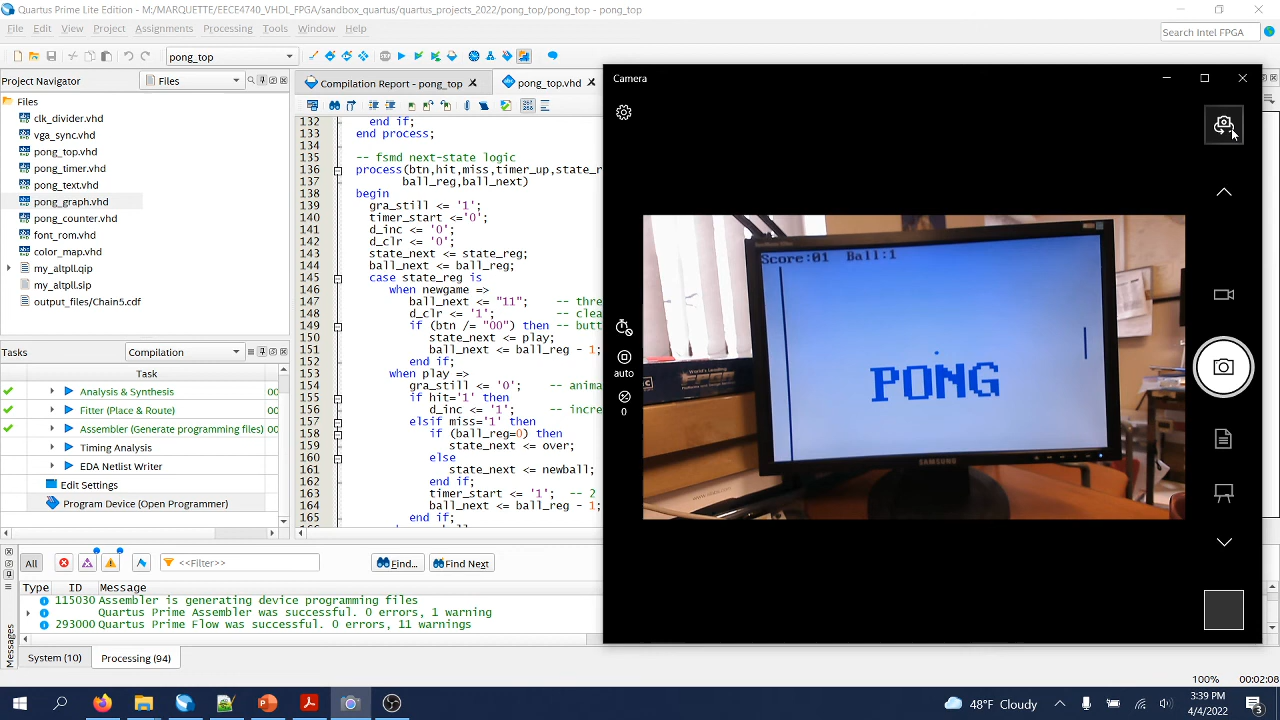 Quartus Prime Lite Edition - M:/MARQUETTE/EECE4740_VHDL_FPGA/sandbox_quartus/quartus_projects_2022/pong_top/pong_top - pong_top
File Edit View Project Assignments Processing Tools Window Help
Search Intel FPGA
pong_top
Project Navigator
Files
Compilation Report - pong_top
pong_top.vhd
Files
clk_divider.vhd
vga_sync.vhd
pong_top.vhd
pong_timer.vhd
pong_text.vhd
pong_graph.vhd
pong_counter.vhd
font_rom.vhd
color_map.vhd
my_altpll.qip
my_altpll.sip
output_files/Chain5.cdf
Tasks
Compilation
Task
Analysis & Synthesis 00
Fitter (Place & Route) 00
Assembler (Generate programming files) 00
Timing Analysis
EDA Netlist Writer
Edit Settings
Program Device (Open Programmer)
132 end if;
133 end process;
134
135 -- fsmd next-state logic
136 process(btn,hit,miss,timer_up,state_r
137 ball_reg,ball_next)
138 begin
139 gra_still <= '1';
140 timer_start <='0';
141 d_inc <= '0';
142 d_clr <= '0';
143 state_next <= state_reg;
144 ball_next <= ball_reg;
145 case state_reg is
146 when newgame =>
147 ball_next <= "11"; -- thre
148 d_clr <= '1'; -- clea
149 if (btn /= "00") then -- butt
150 state_next <= play;
151 ball_next <= ball_reg - 1;
152 end if;
153 when play =>
154 gra_still <= '0'; -- anima
155 if hit='1' then
156 d_inc <= '1'; -- incre
157 elsif miss='1' then
158 if (ball_reg=0) then
159 state_next <= over;
160 else
161 state_next <= newball;
162 end if;
163 timer_start <= '1'; -- 2
164 ball_next <= ball_reg - 1;
165 end if;
Camera
auto
0
Score:01 Ball:1
PONG
SAMSUNG
All
<<Filter>>
Find...
Find Next
Type ID Message
115030 Assembler is generating device programming files
Quartus Prime Assembler was successful. 0 errors, 1 warning
293000 Quartus Prime Flow was successful. 0 errors, 11 warnings
Messages
System (10)
Processing (94)
100% 00:02:08
48°F Cloudy
3:39 PM
4/4/2022
3